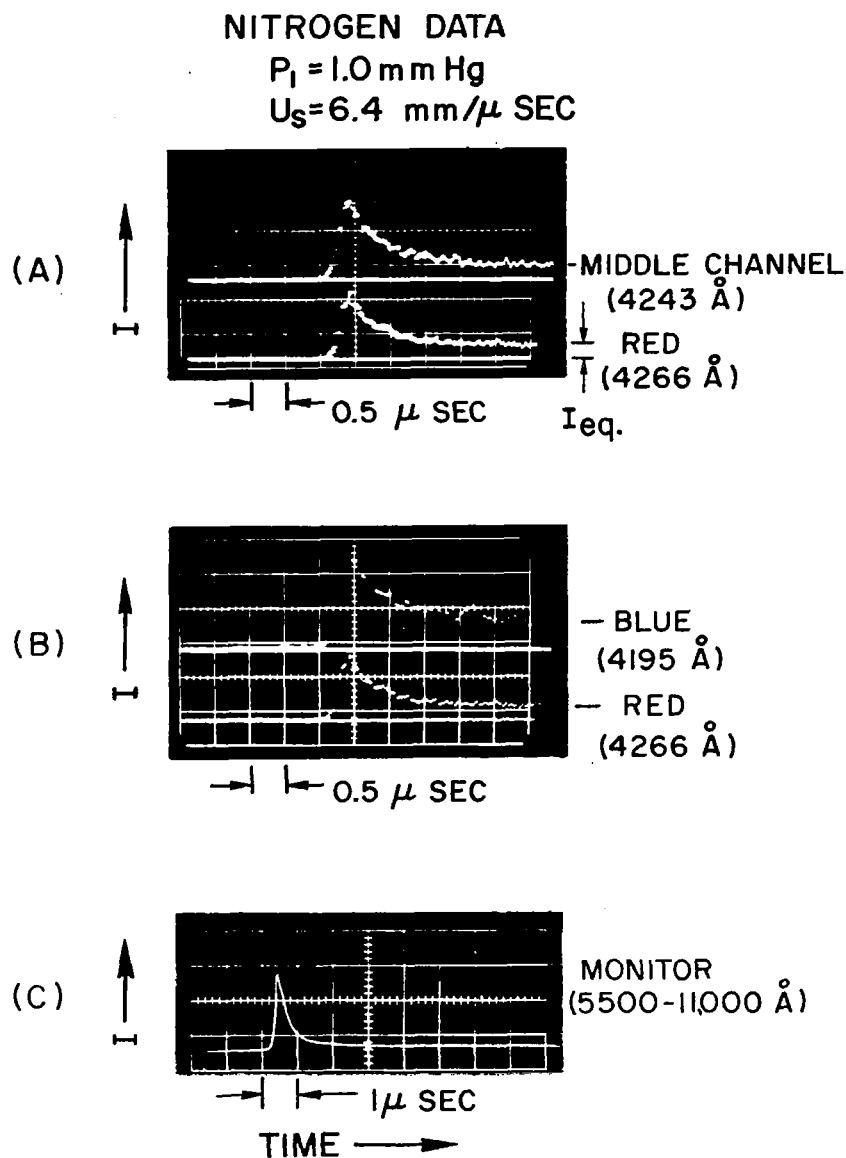 NITROGEN DATA
P₁ = 1.0 mm Hg
Uₛ = 6.4 mm/μ SEC
(A)
I
MIDDLE CHANNEL
(4243 Å)
RED
(4266 Å)
0.5 μ SEC
Ieq.
(B)
I
BLUE
(4195 Å)
RED
(4266 Å)
0.5 μ SEC
(C)
I
MONITOR
(5500-11,000 Å)
1μ SEC
TIME